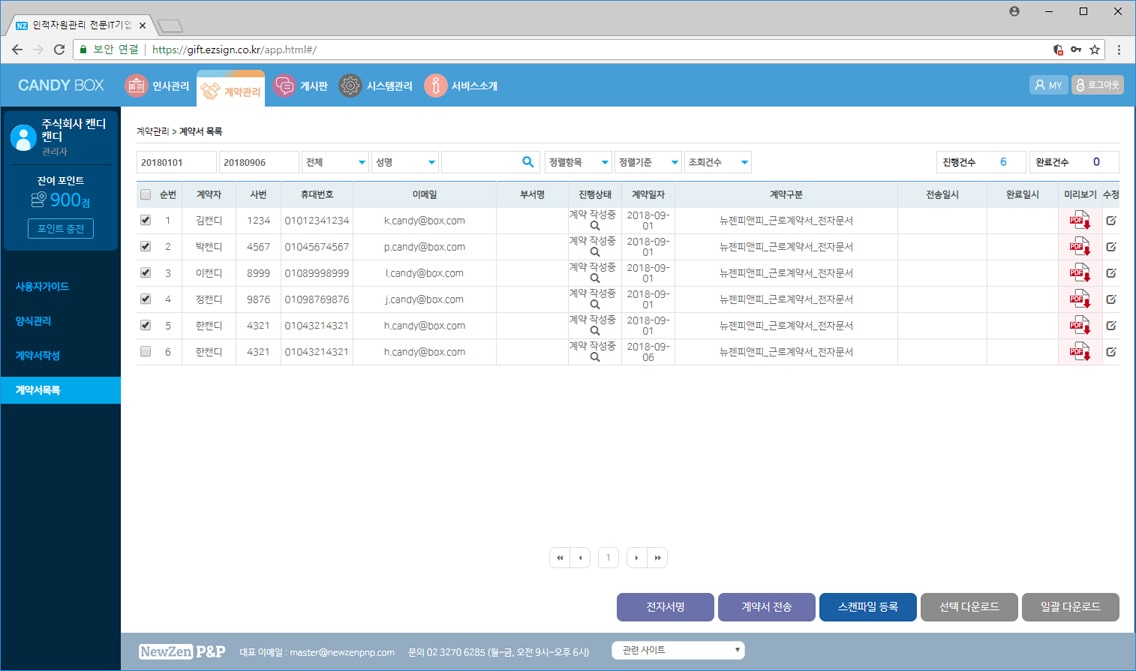 NZ 인적자원관리 전문IT기업
보안 연결 https://gift.ezsign.co.kr/app.html#/
CANDY BOX 인사관리 계약관리 게시판 시스템관리 서비스소개 MY 로그아웃
주식회사 캔디
캔디
관리자
잔여 포인트
900점
포인트 충전
사용자가이드
양식관리
계약서작성
계약서목록
계약관리 > 계약서 목록
20180101 20180906 전체 성명 정렬항목 정렬기준 조회건수 진행건수 6 완료건수 0
순번 계약자 사번 휴대번호 이메일 부서명 진행상태 계약일자 계약구분 전송일시 완료일시 미리보기 수정
1 김캔디 1234 01012341234 k.candy@box.com 계약 작성중 2018-09-01 뉴젠피앤피_근로계약서_전자문서 PDF
2 박캔디 4567 01045674567 p.candy@box.com 계약 작성중 2018-09-01 뉴젠피앤피_근로계약서_전자문서 PDF
3 이캔디 8999 01089998999 l.candy@box.com 계약 작성중 2018-09-01 뉴젠피앤피_근로계약서_전자문서 PDF
4 정캔디 9876 01098769876 j.candy@box.com 계약 작성중 2018-09-01 뉴젠피앤피_근로계약서_전자문서 PDF
5 한캔디 4321 01043214321 h.candy@box.com 계약 작성중 2018-09-01 뉴젠피앤피_근로계약서_전자문서 PDF
6 한캔디 4321 01043214321 h.candy@box.com 계약 작성중 2018-09-06 뉴젠피앤피_근로계약서_전자문서 PDF
1
전자서명 계약서 전송 스캔파일 등록 선택 다운로드 일괄 다운로드
NewZen P&P 대표 이메일 : master@newzenpnp.com 문의 02 3270 6285 (월~금, 오전 9시~오후 6시) 관련 사이트